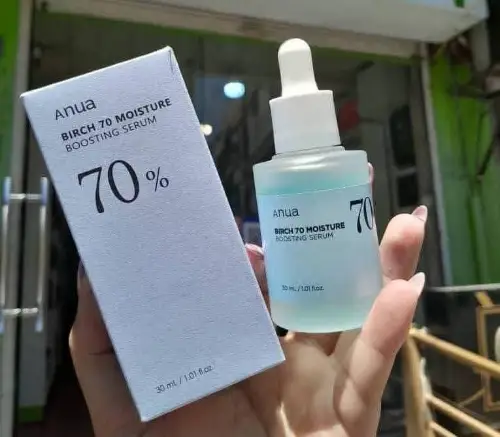 Anua
BIRCH 70 MOISTURE
BOOSTING SERUM
70%
30 mL / 1.01 fl.oz
Anua
BIRCH 70 MOISTURE
BOOSTING SERUM
70
30 mL / 1.01 fl.oz